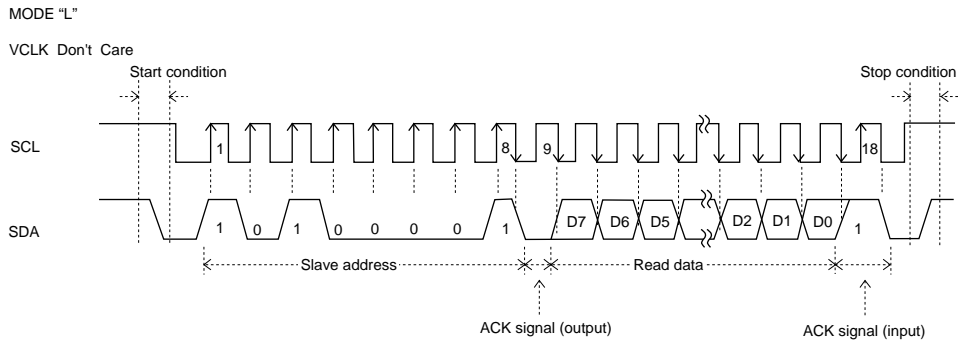 MODE “L”
VCLK Don't Care
Start condition
Stop condition
SCL
1
8
9
18
SDA
1 0 1 0 0 0 0 1 D7 D6 D5 D2 D1 D0 1
Slave address
Read data
ACK signal (output)
ACK signal (input)